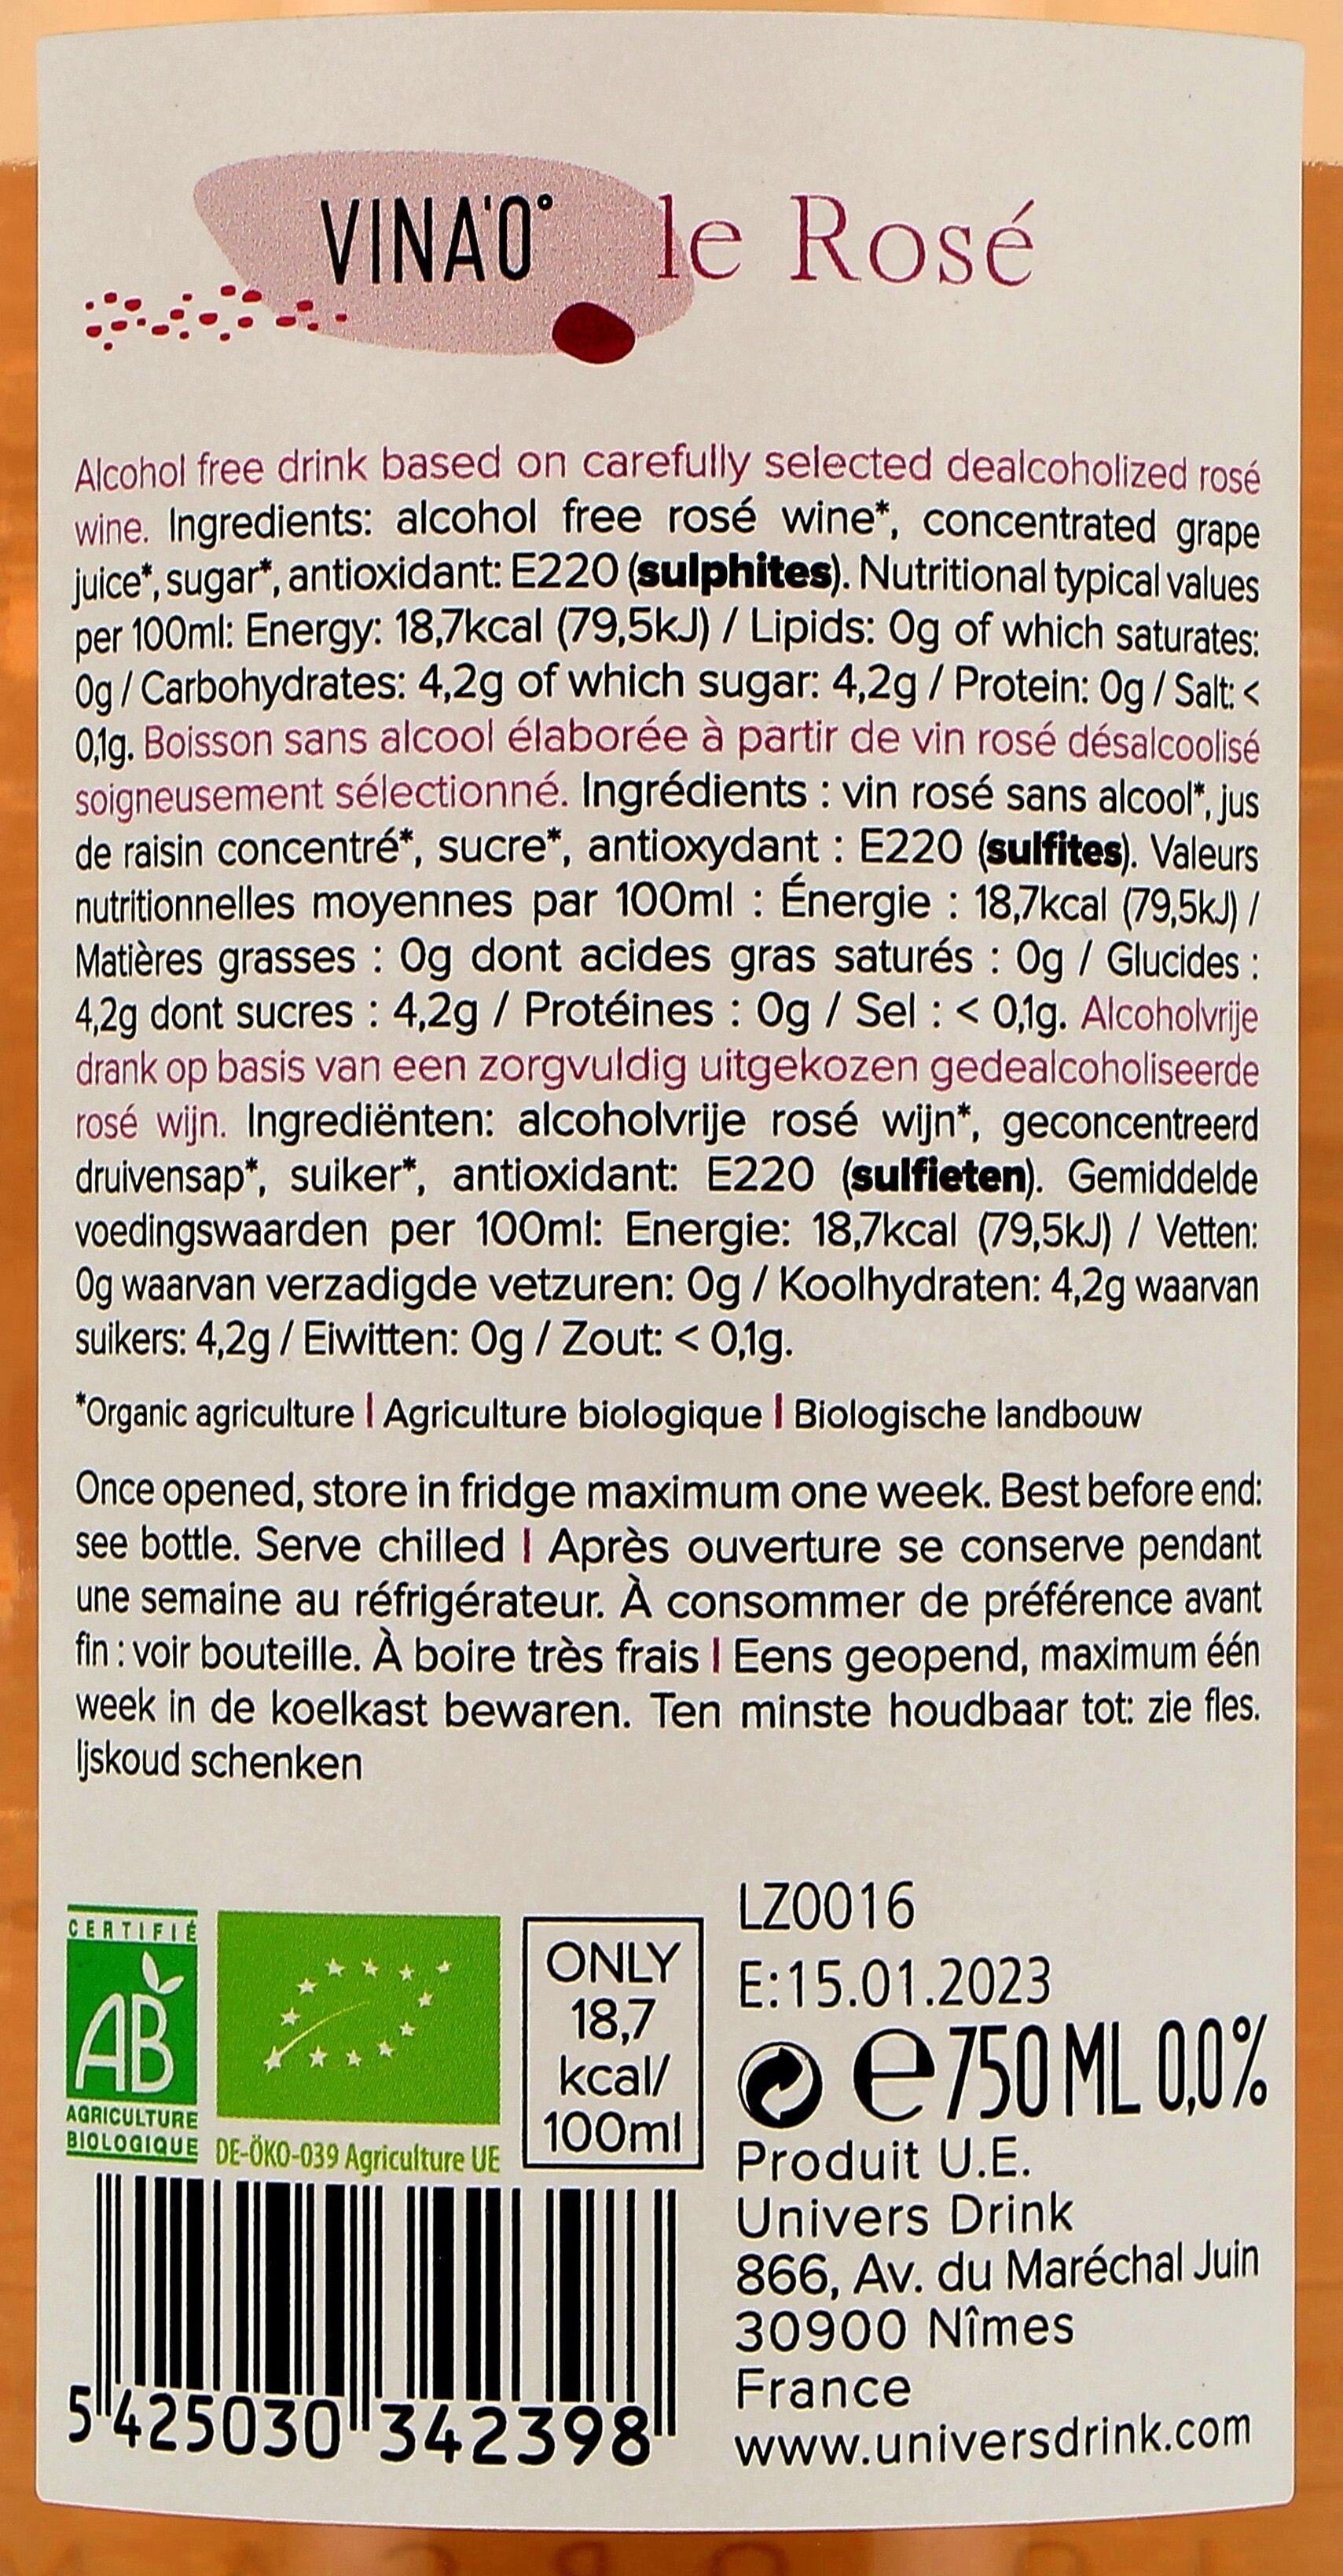 VINA'0° le Rosé
Alcohol free drink based on carefully selected dealcoholized rosé
wine. Ingredients: alcohol free rosé wine*, concentrated grape
juice*, sugar*, antioxidant: E220 (sulphites). Nutritional typical values
per 100ml: Energy: 18,7kcal (79,5kJ) / Lipids: 0g of which saturates:
0g / Carbohydrates: 4,2g of which sugar: 4,2g / Protein: 0g / Salt: <
0,1g. Boisson sans alcool élaborée à partir de vin rosé désalcoolisé
soigneusement sélectionné. Ingrédients : vin rosé sans alcool*, jus
de raisin concentré*, sucre*, antioxydant : E220 (sulfites). Valeurs
nutritionnelles moyennes par 100ml : Énergie : 18,7kcal (79,5kJ) /
Matières grasses : 0g dont acides gras saturés : 0g / Glucides :
4,2g dont sucres : 4,2g / Protéines : 0g / Sel : < 0,1g. Alcoholvrije
drank op basis van een zorgvuldig uitgekozen gedealcoholiseerde
rosé wijn. Ingrediënten: alcoholvrije rosé wijn*, geconcentreerd
druivensap*, suiker*, antioxidant: E220 (sulfieten). Gemiddelde
voedingswaarden per 100ml: Energie: 18,7kcal (79,5kJ) / Vetten:
0g waarvan verzadigde vetzuren: 0g / Koolhydraten: 4,2g waarvan
suikers: 4,2g / Eiwitten: 0g / Zout: < 0,1g.
*Organic agriculture | Agriculture biologique | Biologische landbouw
Once opened, store in fridge maximum one week. Best before end:
see bottle. Serve chilled | Après ouverture se conserve pendant
une semaine au réfrigérateur. À consommer de préférence avant
fin : voir bouteille. À boire très frais | Eens geopend, maximum één
week in de koelkast bewaren. Ten minste houdbaar tot: zie fles.
Ijskoud schenken
CERTIFIÉ
AB
AGRICULTURE
BIOLOGIQUE
DE-ÖKO-039 Agriculture UE
ONLY
18,7
kcal/
100ml
LZ0016
E:15.01.2023
e 750 ML 0,0%
Produit U.E.
Univers Drink
866, Av. du Maréchal Juin
30900 Nîmes
France
www.universdrink.com
5 425030 342398